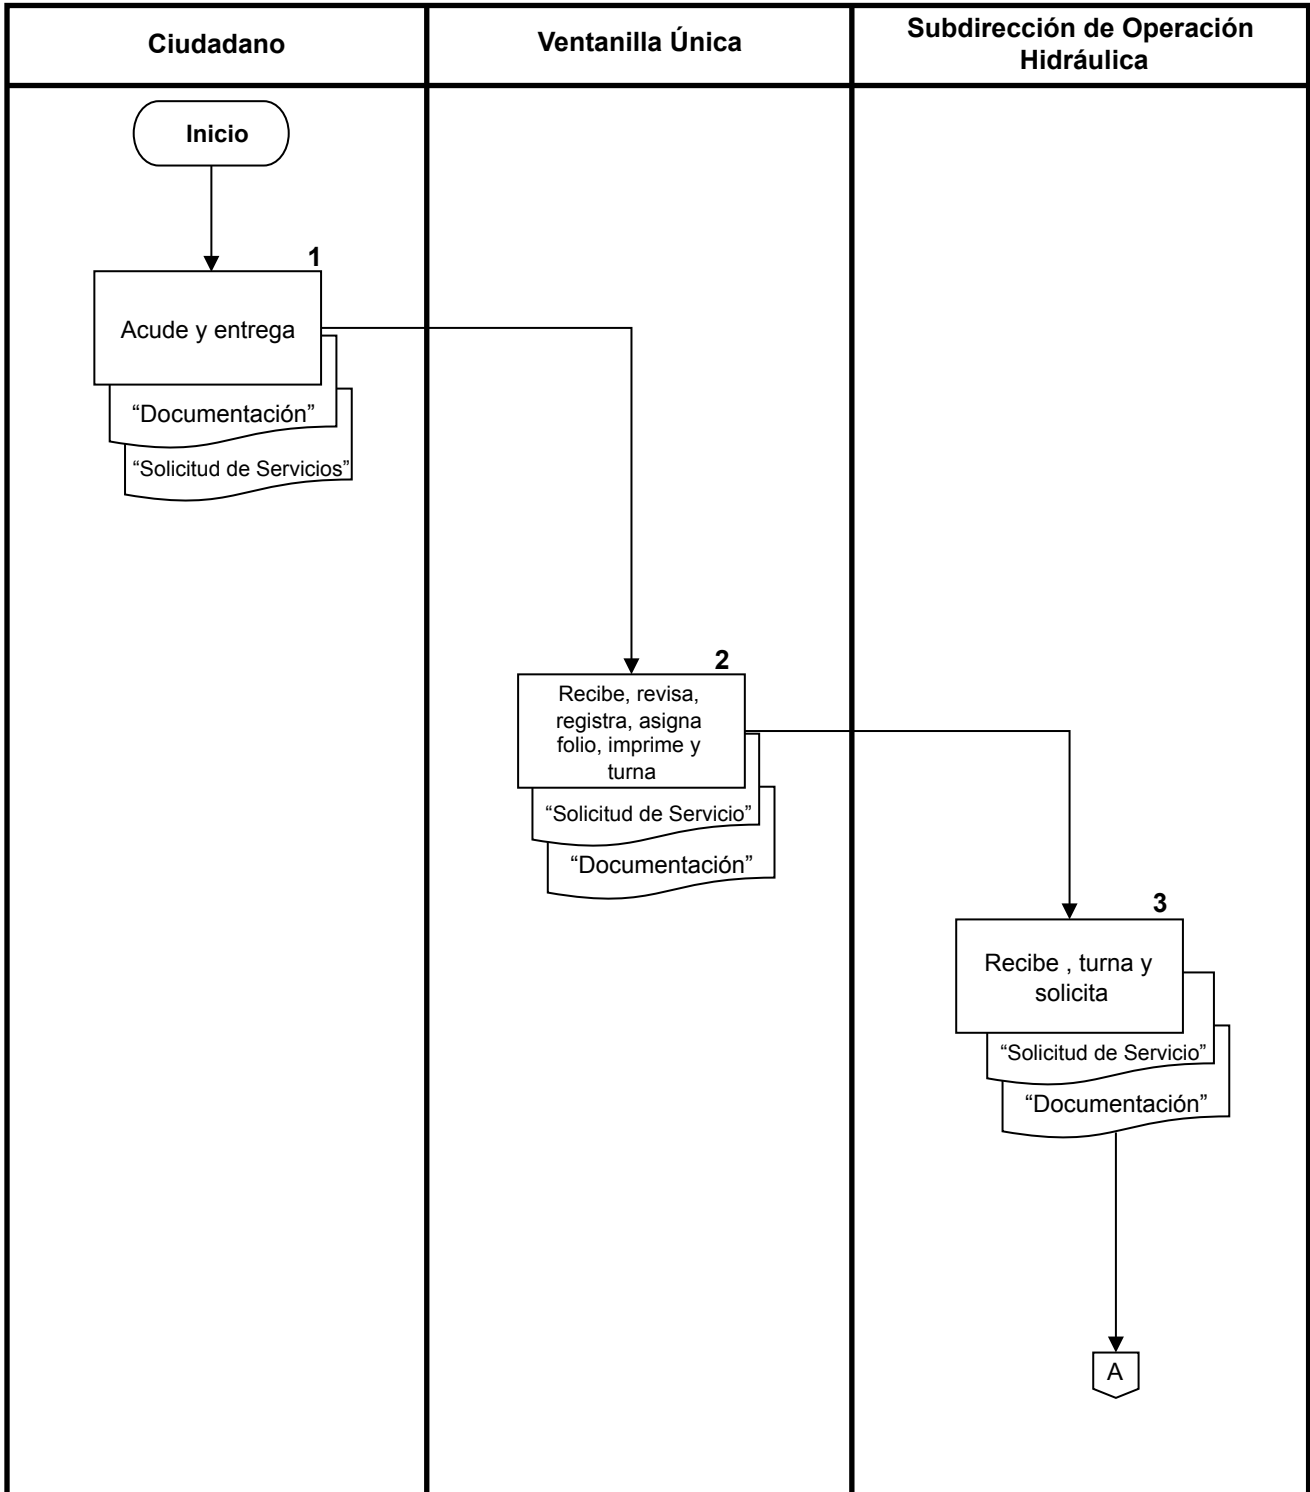 Ciudadano
Ventanilla Única
Subdirección de Operación
Hidráulica
Inicio
1
Acude y entrega
“Documentación”
“Solicitud de Servicios”
2
Recibe, revisa,
registra, asigna
folio, imprime y
turna
“Solicitud de Servicio”
“Documentación”
3
Recibe , turna y
solicita
“Solicitud de Servicio”
“Documentación”
A